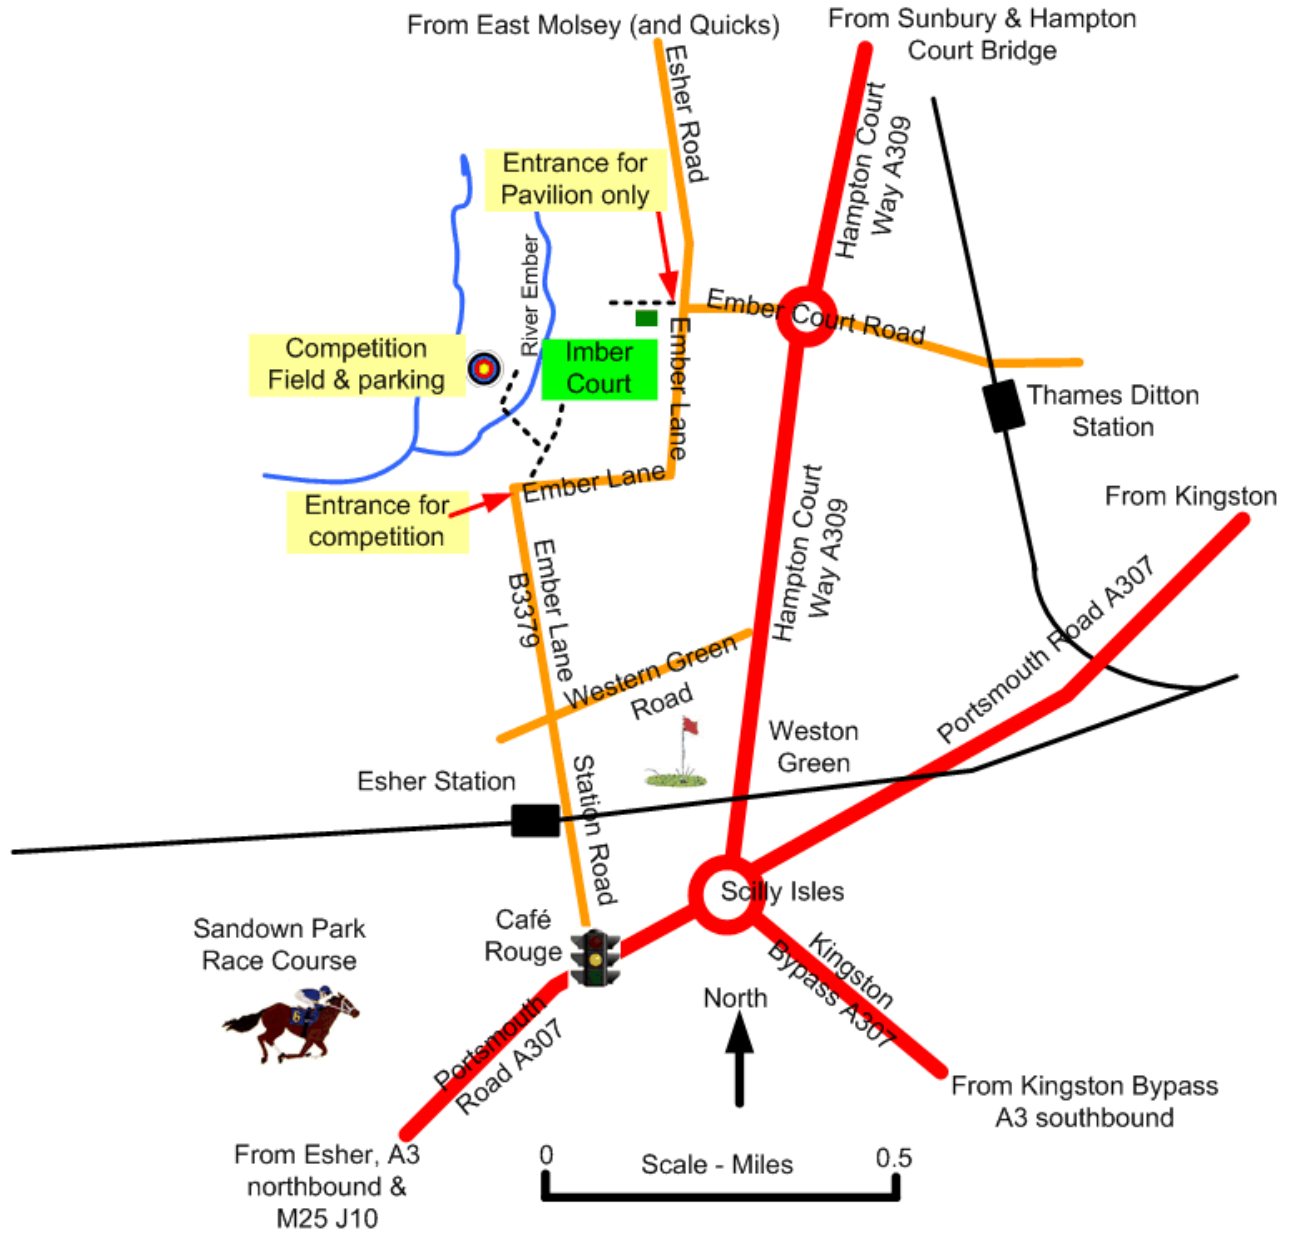 From East Molsey (and Quicks)
From Sunbury & Hampton
Court Bridge
Esher Road
Hampton Court
Way A309
Entrance for
Pavilion only
River Ember
Ember Court Road
Competition
Field & parking
Imber
Court
Ember Lane
Thames Ditton
Station
Ember Lane
Entrance for
competition
From Kingston
Hampton Court
Way A309
Ember Lane
B3379
Portsmouth Road A307
Western Green
Road
Weston
Green
Esher Station
Station Road
Scilly Isles
Sandown Park
Race Course
Café
Rouge
Kingston
Bypass A307
North
6
Portsmouth
Road A307
From Kingston Bypass
A3 southbound
From Esher, A3
northbound &
M25 J10
0
Scale - Miles
0.5